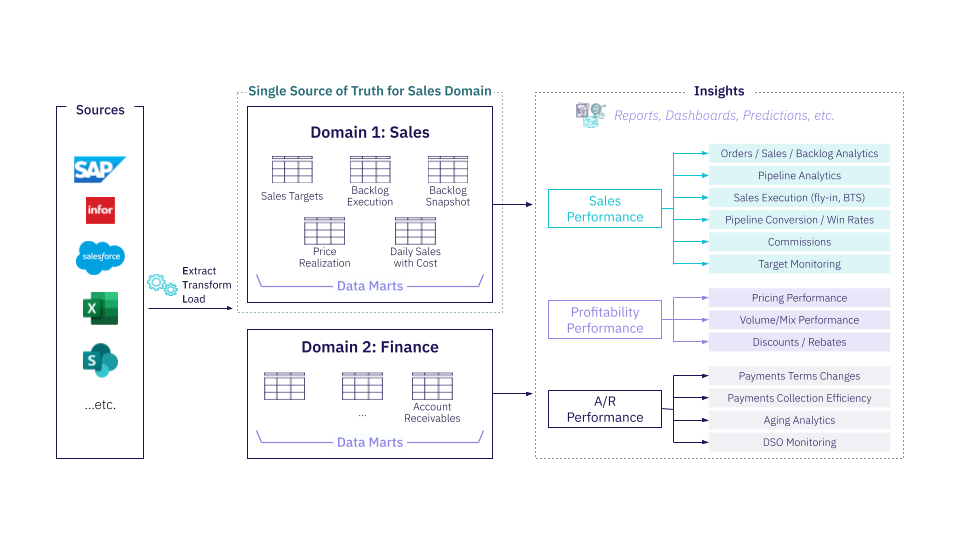 Sources
SAP
infor
salesforce
X
S
...etc.
Extract
Transform
Load
Single Source of Truth for Sales Domain
Domain 1: Sales
Sales Targets
Backlog
Execution
Backlog
Snapshot
Price
Realization
Daily Sales
with Cost
Data Marts
Domain 2: Finance
...
Account
Receivables
Data Marts
Insights
Reports, Dashboards, Predictions, etc.
Sales
Performance
Orders / Sales / Backlog Analytics
Pipeline Analytics
Sales Execution (fly-in, BTS)
Pipeline Conversion / Win Rates
Commissions
Target Monitoring
Profitability
Performance
Pricing Performance
Volume/Mix Performance
Discounts / Rebates
A/R
Performance
Payments Terms Changes
Payments Collection Efficiency
Aging Analytics
DSO Monitoring